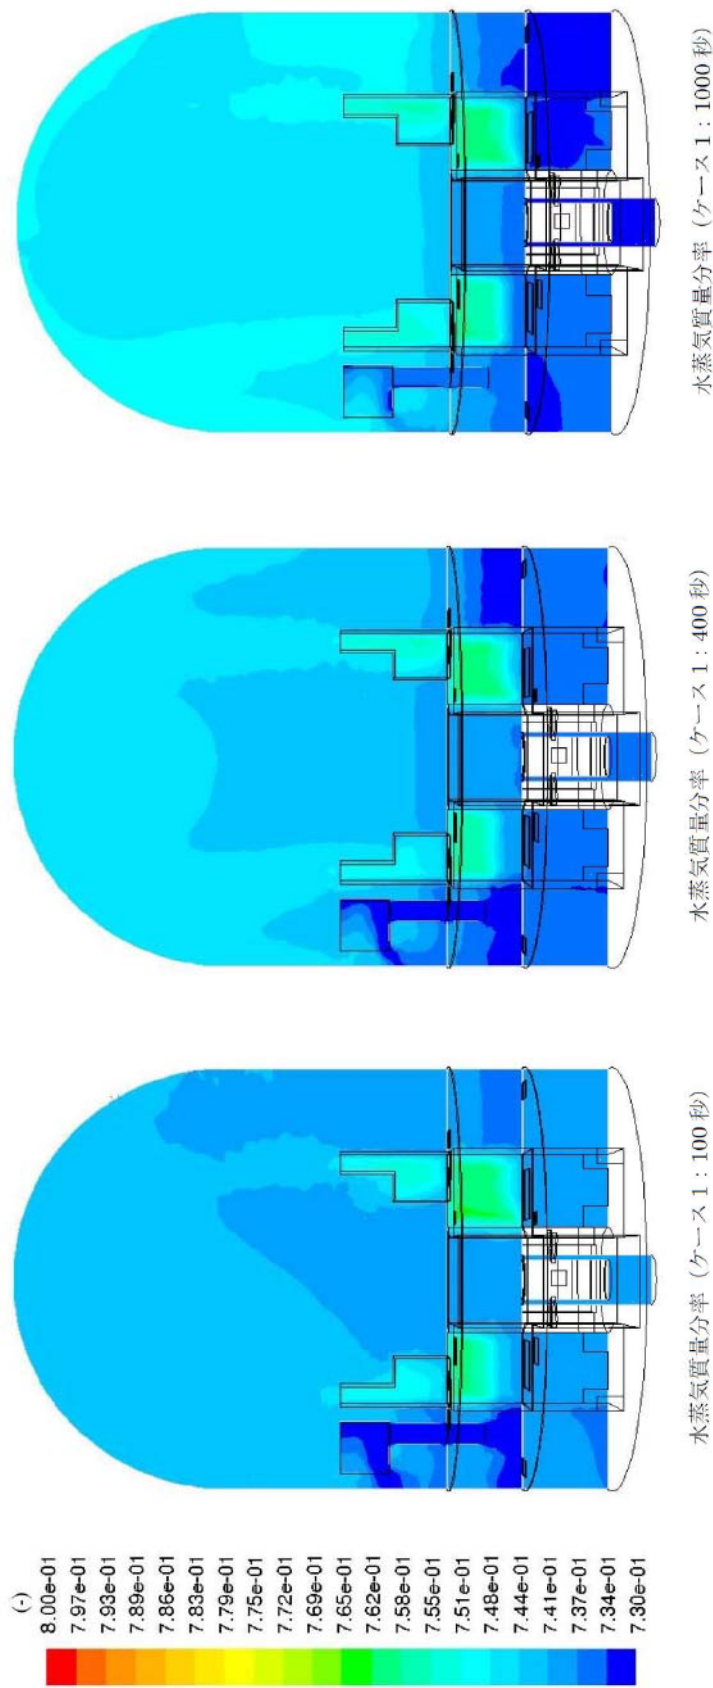 (-)
8.00e-01
7.97e-01
7.93e-01
7.89e-01
7.86e-01
7.83e-01
7.79e-01
7.75e-01
7.72e-01
7.69e-01
7.65e-01
7.62e-01
7.58e-01
7.55e-01
7.51e-01
7.48e-01
7.44e-01
7.41e-01
7.37e-01
7.34e-01
7.30e-01
水蒸気質量分率（ケース1：100秒）
水蒸気質量分率（ケース1：400秒）
水蒸気質量分率（ケース1：1000秒）